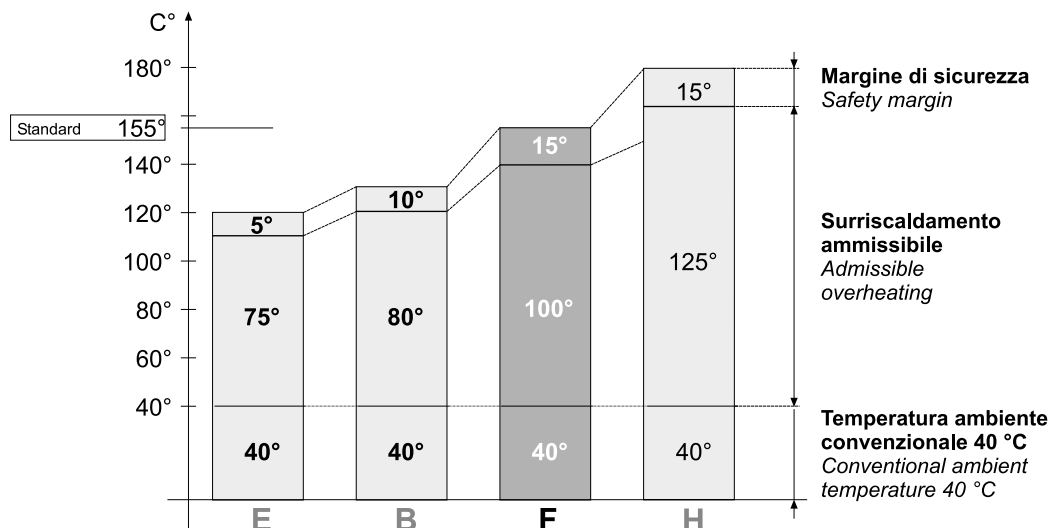 C°
180°
Standard 155°
140°
120°
100°
80°
60°
40°
5°
75°
40°
10°
80°
40°
15°
100°
40°
15°
125°
40°
E B F H
Margine di sicurezza
Safety margin
Surriscaldamento
ammissibile
Admissible
overheating
Temperatura ambiente
convenzionale 40 °C
Conventional ambient
temperature 40 °C